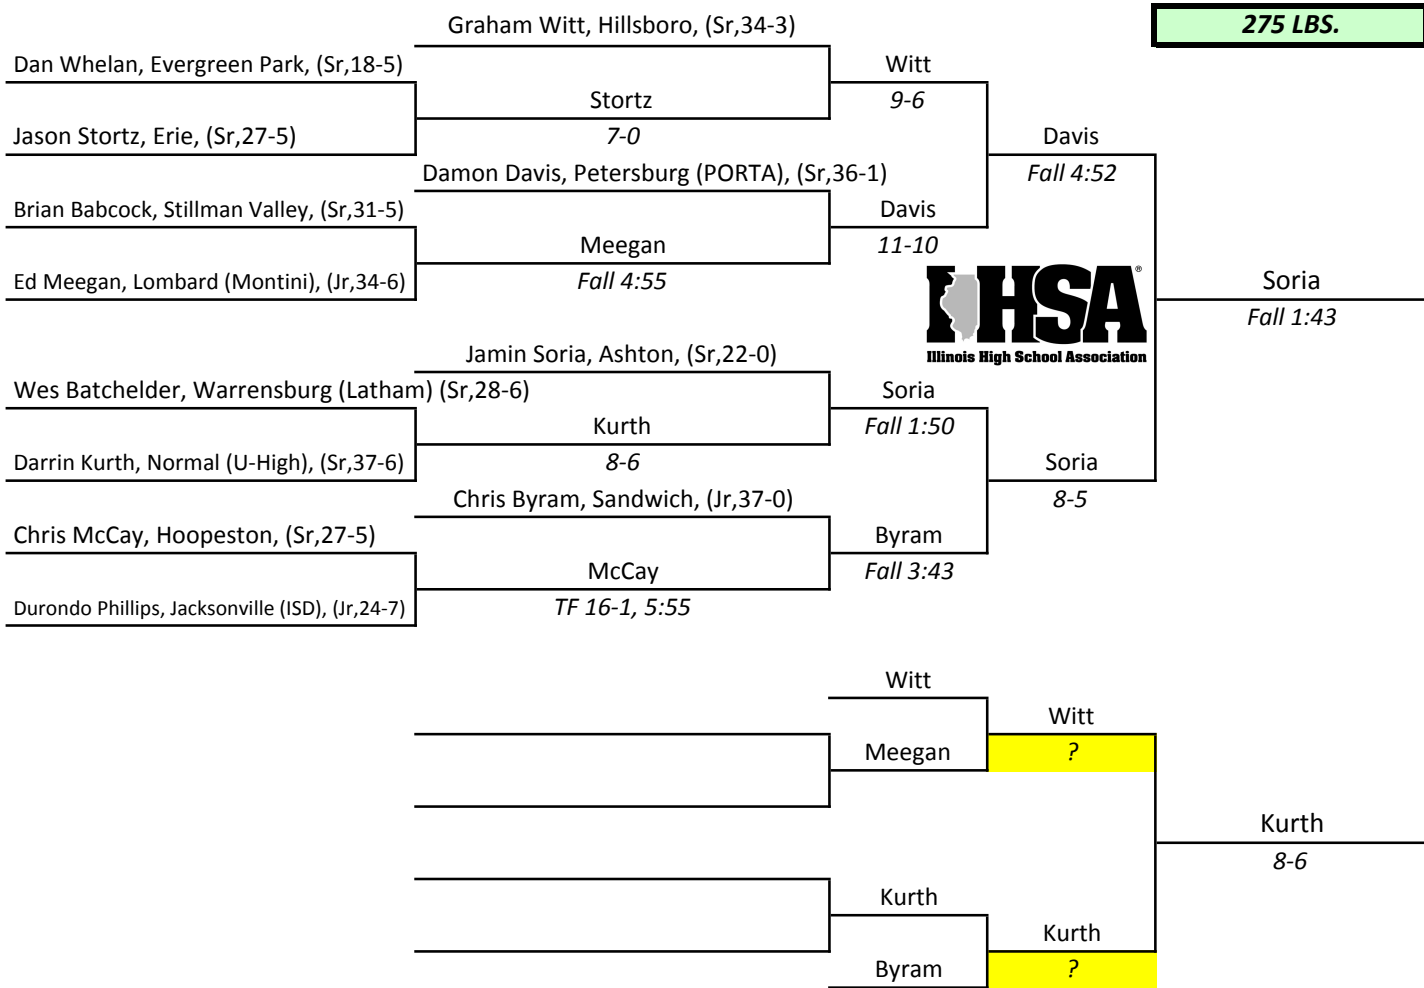 Graham Witt, Hillsboro, (Sr,34-3)
275 LBS.
Dan Whelan, Evergreen Park, (Sr,18-5)
Witt
Stortz
9-6
Jason Stortz, Erie, (Sr,27-5)
7-0
Davis
Damon Davis, Petersburg (PORTA), (Sr,36-1)
Fall 4:52
Brian Babcock, Stillman Valley, (Sr,31-5)
Davis
Meegan
11-10
Ed Meegan, Lombard (Montini), (Jr,34-6)
Fall 4:55
IHSA®
Illinois High School Association
Soria
Fall 1:43
Jamin Soria, Ashton, (Sr,22-0)
Wes Batchelder, Warrensburg (Latham) (Sr,28-6)
Soria
Kurth
Fall 1:50
Darrin Kurth, Normal (U-High), (Sr,37-6)
8-6
Soria
Chris Byram, Sandwich, (Jr,37-0)
8-5
Chris McCay, Hoopeston, (Sr,27-5)
Byram
McCay
Fall 3:43
Durondo Phillips, Jacksonville (ISD), (Jr,24-7)
TF 16-1, 5:55
Witt
Witt
Meegan
?
Kurth
8-6
Kurth
Kurth
Byram
?